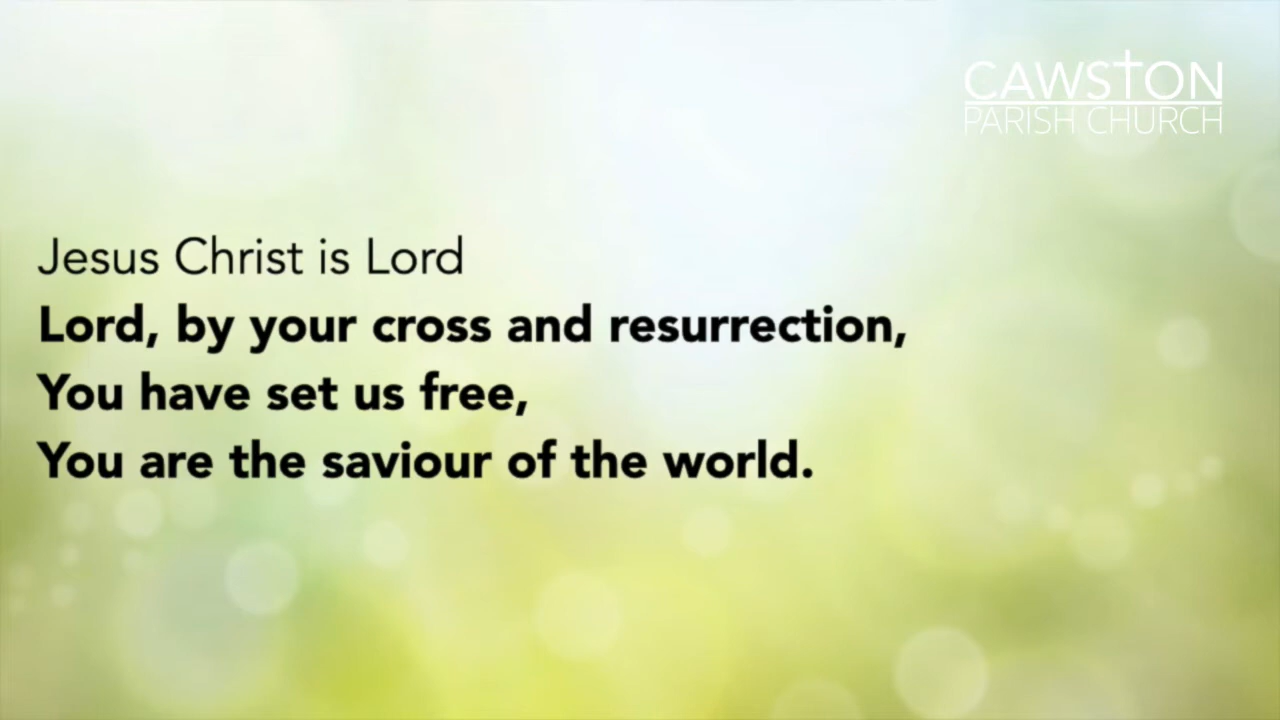 CAWSTON
PARISH CHURCH
Jesus Christ is Lord
Lord, by your cross and resurrection,
You have set us free,
You are the saviour of the world.